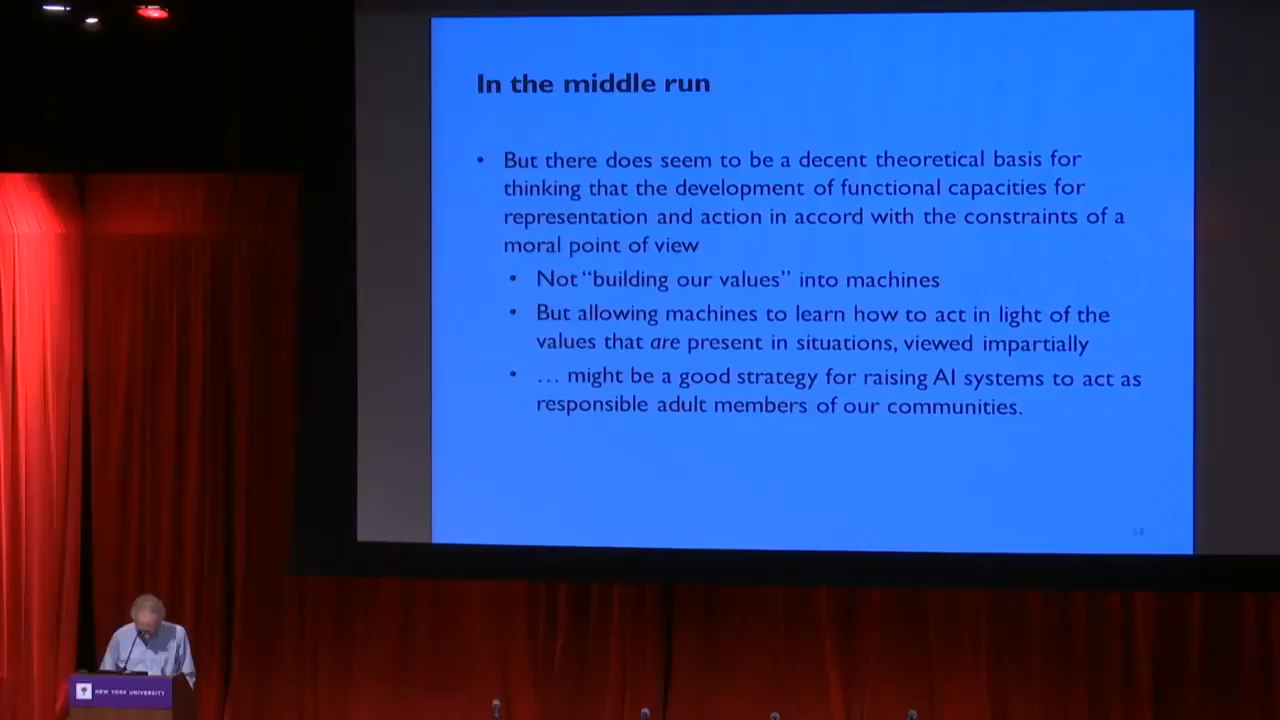 In the middle run
• But there does seem to be a decent theoretical basis for
thinking that the development of functional capacities for
representation and action in accord with the constraints of a
moral point of view
• Not “building our values” into machines
• But allowing machines to learn how to act in light of the
values that are present in situations, viewed impartially
• … might be a good strategy for raising AI systems to act as
responsible adult members of our communities.
34
NEW YORK UNIVERSITY